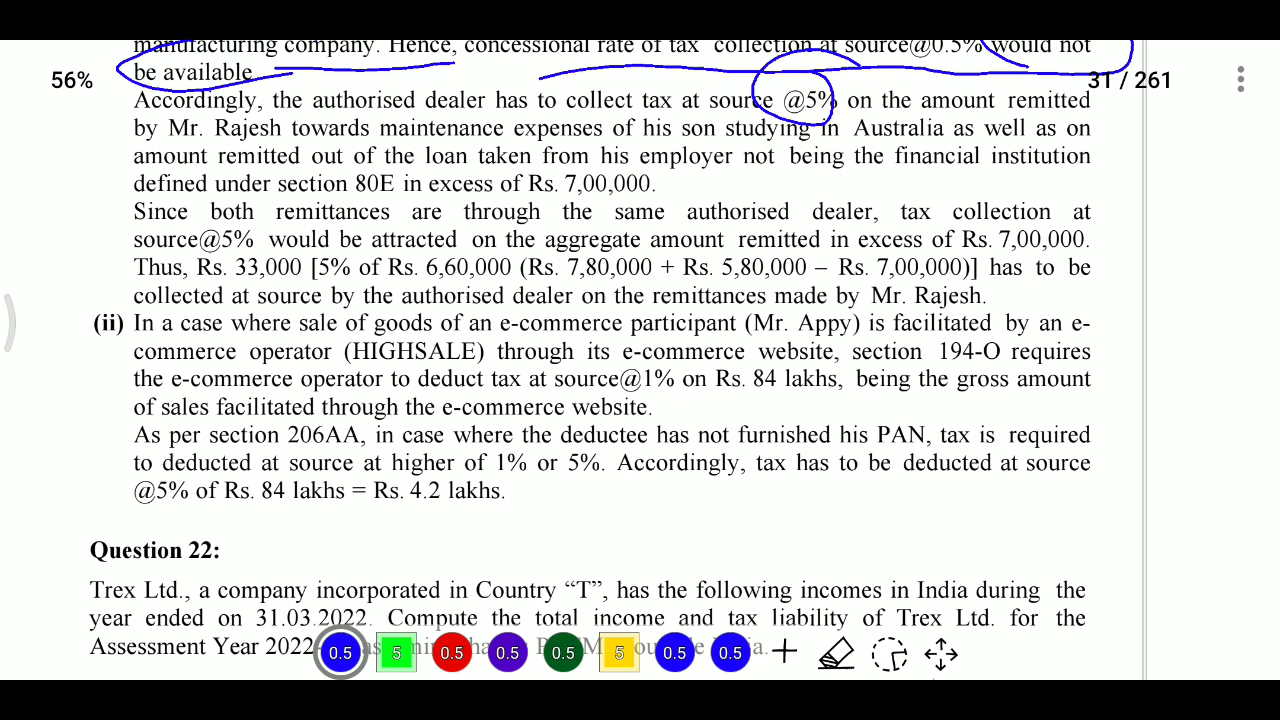 manufacturing company. Hence, concessional rate of tax collection at source@0.5% would not
be available
56%
31 / 261
Accordingly, the authorised dealer has to collect tax at source @5% on the amount remitted
by Mr. Rajesh towards maintenance expenses of his son studying in Australia as well as on
amount remitted out of the loan taken from his employer not being the financial institution
defined under section 80E in excess of Rs. 7,00,000.
Since both remittances are through the same authorised dealer, tax collection at
source@5% would be attracted on the aggregate amount remitted in excess of Rs. 7,00,000.
Thus, Rs. 33,000 [5% of Rs. 6,60,000 (Rs. 7,80,000 + Rs. 5,80,000 – Rs. 7,00,000)] has to be
collected at source by the authorised dealer on the remittances made by Mr. Rajesh.
(ii) In a case where sale of goods of an e-commerce participant (Mr. Appy) is facilitated by an e-
commerce operator (HIGHSALE) through its e-commerce website, section 194-O requires
the e-commerce operator to deduct tax at source@1% on Rs. 84 lakhs, being the gross amount
of sales facilitated through the e-commerce website.
As per section 206AA, in case where the deductee has not furnished his PAN, tax is required
to deducted at source at higher of 1% or 5%. Accordingly, tax has to be deducted at source
@5% of Rs. 84 lakhs = Rs. 4.2 lakhs.
Question 22:
Trex Ltd., a company incorporated in Country “T”, has the following incomes in India during the
year ended on 31.03.2022. Compute the total income and tax liability of Trex Ltd. for the
Assessment Year 2022-
0.5 5 0.5 0.5 0.5 5 0.5 0.5